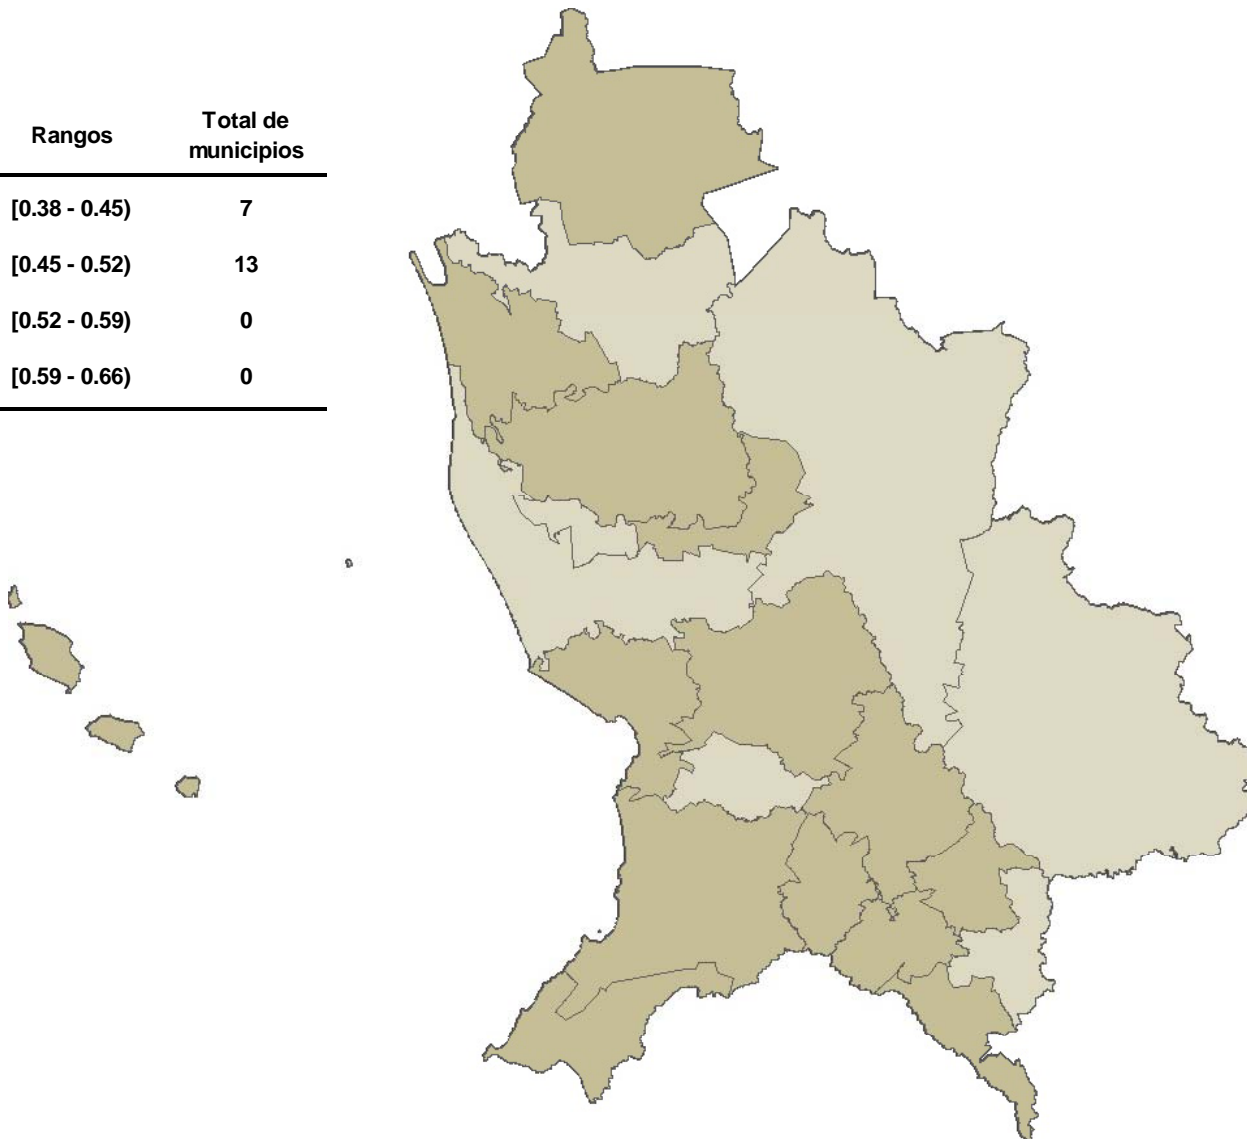 Rangos Total de municipios
[0.38 - 0.45) 7
[0.45 - 0.52) 13
[0.52 - 0.59) 0
[0.59 - 0.66) 0